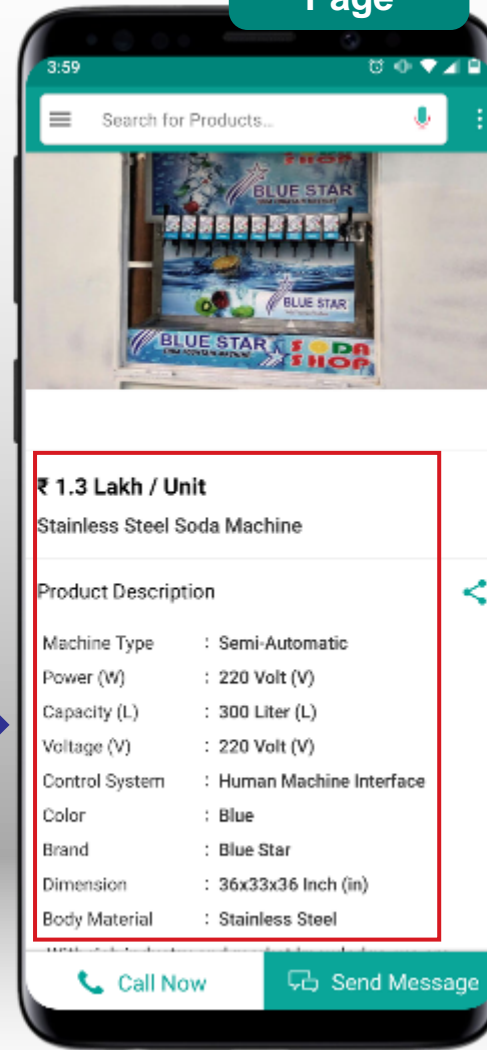 Page
3:59
Search for Products...
BLUE STAR
BLUE STAR
BLUE STAR
SODA
SHOP
₹ 1.3 Lakh / Unit
Stainless Steel Soda Machine
Product Description
Machine Type : Semi-Automatic
Power (W) : 220 Volt (V)
Capacity (L) : 300 Liter (L)
Voltage (V) : 220 Volt (V)
Control System : Human Machine Interface
Color : Blue
Brand : Blue Star
Dimension : 36x33x36 Inch (in)
Body Material : Stainless Steel
Call Now
Send Message